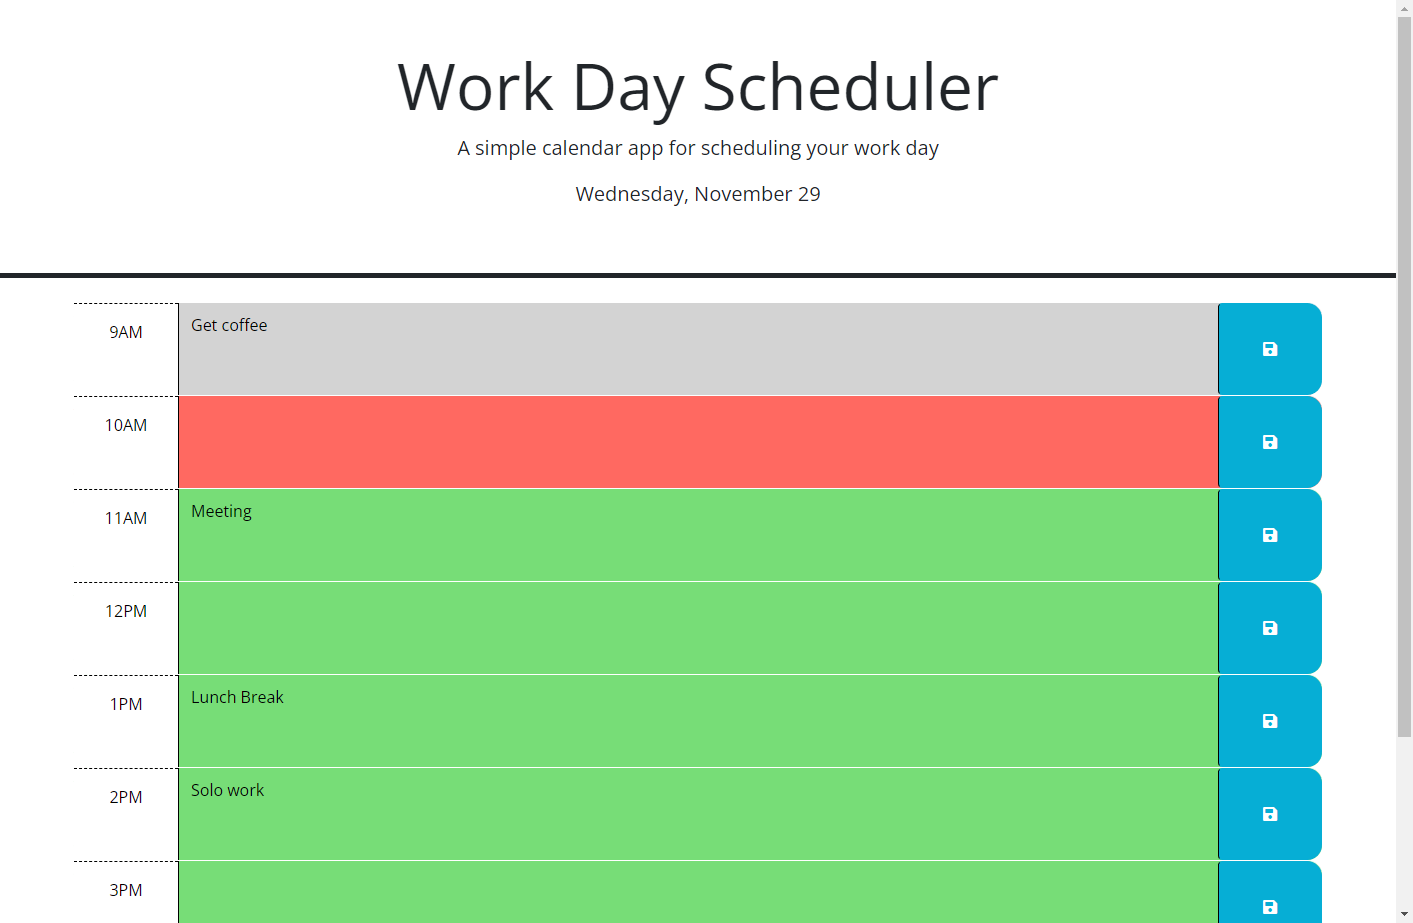 Work Day Scheduler
A simple calendar app for scheduling your work day
Wednesday, November 29
9AM Get coffee
10AM
11AM Meeting
12PM
1PM Lunch Break
2PM Solo work
3PM